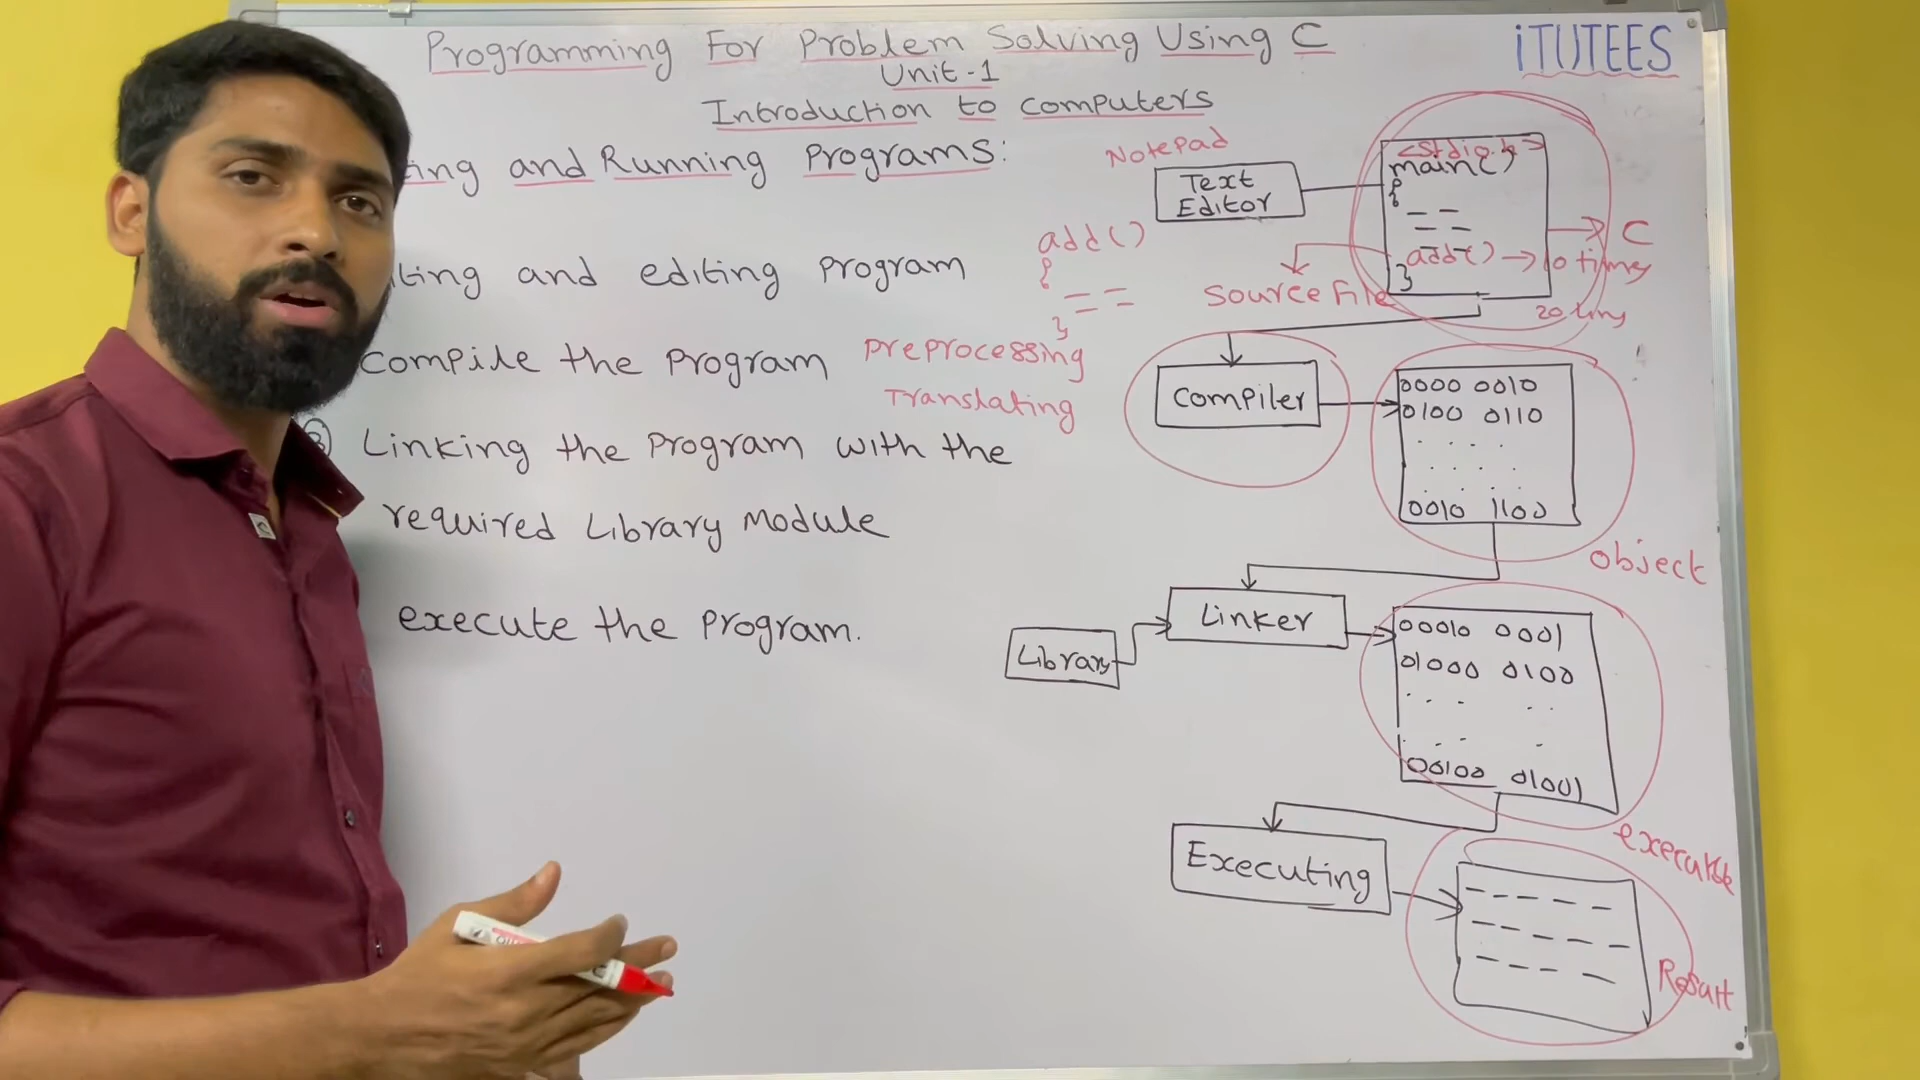 Programming For Problem Solving Using C
iTUTEES
Unit-1
Introduction to computers
ing and Running Programs:
iting and editing program
compile the program
Preprocessing
Translating
Linking the program with the
required Library module
execute the program.
Notepad
Text
Editor
<stdio.h>
main()
{
add() → 10 times
}
C
20 lines
Source File
add()
{
}
Compiler
0000 0010
0100 0110
0010 1100
object
Library
Linker
00010 0001
01000 0100
00100 01001
Executing
Result